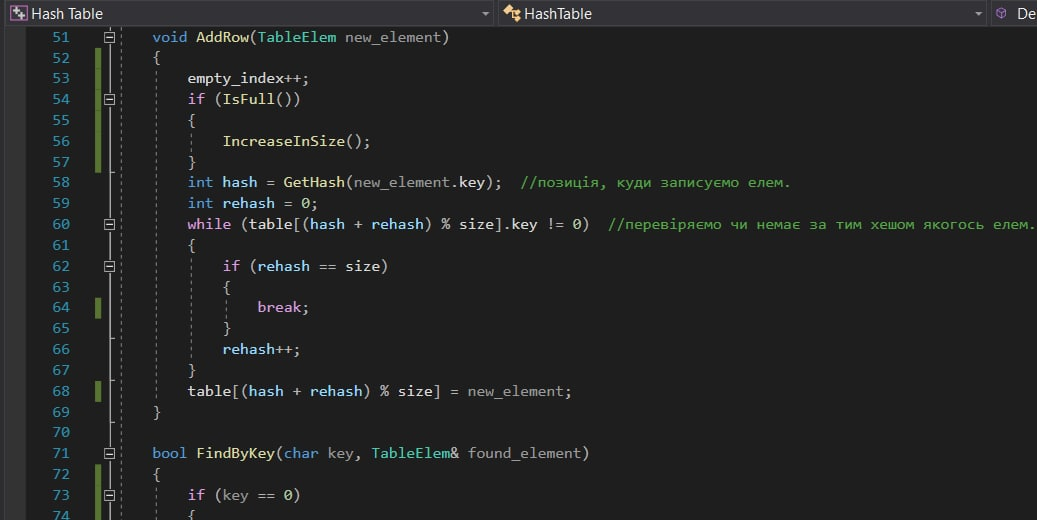 Hash Table HashTable De
51 void AddRow(TableElem new_element)
52 {
53 empty_index++;
54 if (IsFull())
55 {
56 IncreaseInSize();
57 }
58 int hash = GetHash(new_element.key); //позиція, куди записуємо елем.
59 int rehash = 0;
60 while (table[(hash + rehash) % size].key != 0) //перевіряємо чи немає за тим хешом якогось елем.
61 {
62 if (rehash == size)
63 {
64 break;
65 }
66 rehash++;
67 }
68 table[(hash + rehash) % size] = new_element;
69 }
70
71 bool FindByKey(char key, TableElem& found_element)
72 {
73 if (key == 0)
74 {